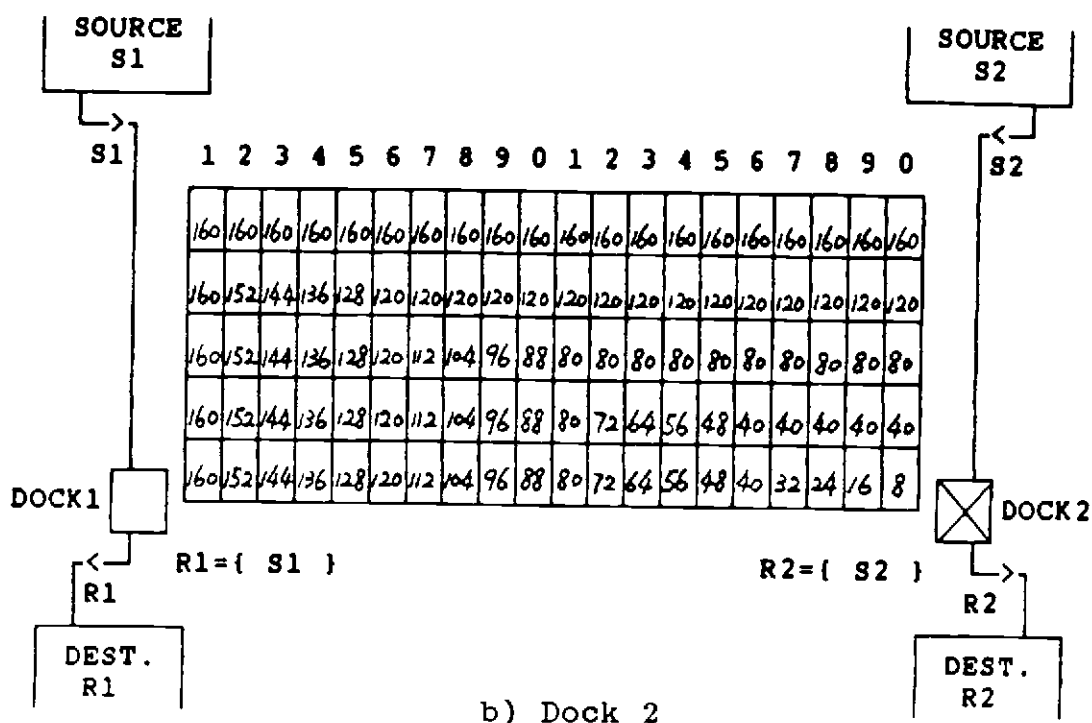 SOURCE
S1
SOURCE
S2
S1
S2
1 2 3 4 5 6 7 8 9 0 1 2 3 4 5 6 7 8 9 0
160 160 160 160 160 160 160 160 160 160 160 160 160 160 160 160 160 160 160 160
160 152 144 136 128 120 120 120 120 120 120 120 120 120 120 120 120 120 120 120
160 152 144 136 128 120 112 104 96 88 80 80 80 80 80 80 80 80 80 80
160 152 144 136 128 120 112 104 96 88 80 72 64 56 48 40 40 40 40 40
160 152 144 136 128 120 112 104 96 88 80 72 64 56 48 40 32 24 16 8
DOCK1
DOCK2
R1={ S1 }
R2={ S2 }
R1
R2
DEST.
R1
DEST.
R2
b) Dock 2